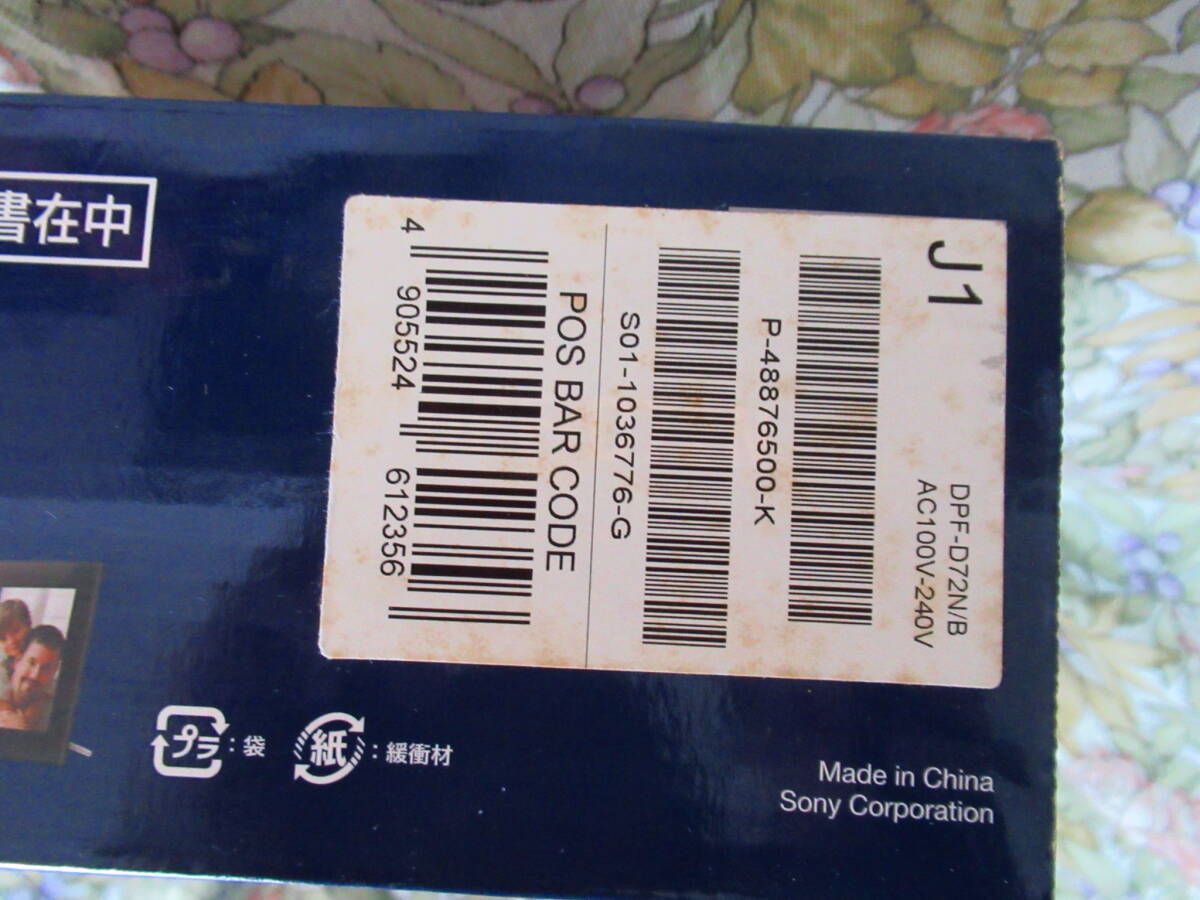 書在中
J1
DPF-D72N/B
AC100V-240V
P-48876500-K
S01-1036776-G
POS BAR CODE
4 905524 612356
プラ : 袋
紙 : 緩衝材
Made in China
Sony Corporation